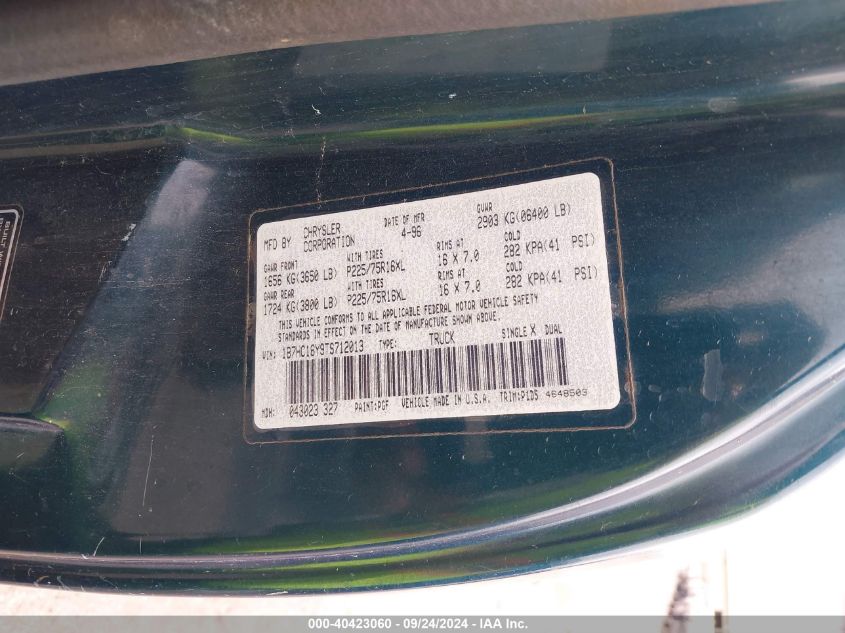 MFD BY CHRYSLER CORPORATION DATE OF MFR 4-96 GVWR 2903 KG(06400 LB)
GAWR FRONT WITH TIRES RIMS AT COLD
1656 KG(3650 LB) P225/75R16XL 16 X 7.0 282 KPA(41 PSI)
GAWR REAR WITH TIRES RIMS AT COLD
1724 KG(3800 LB) P225/75R16XL 16 X 7.0 282 KPA(41 PSI)
THIS VEHICLE CONFORMS TO ALL APPLICABLE FEDERAL MOTOR VEHICLE SAFETY
STANDARDS IN EFFECT ON THE DATE OF MANUFACTURE SHOWN ABOVE.
VIN: 1B7HC16Y9TS712013 TYPE: TRUCK SINGLE X DUAL
MDH: 043023 327 PAINT:PGF VEHICLE MADE IN U.S.A. TRIM:P1D5 4648503
000-40423060 - 09/24/2024 - IAA Inc.